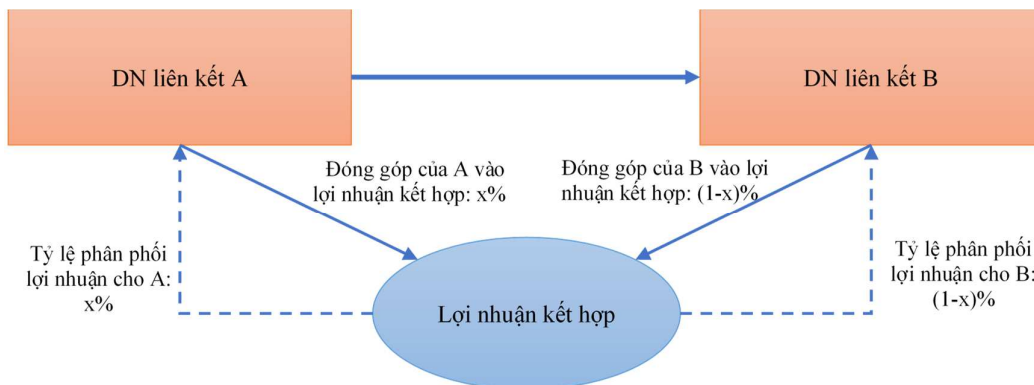 DN liên kết A
DN liên kết B
Đóng góp của A vào
lợi nhuận kết hợp: x%
Đóng góp của B vào lợi
nhuận kết hợp: (1-x)%
Tỷ lệ phân phối
lợi nhuận cho A:
x%
Lợi nhuận kết hợp
Tỷ lệ phân phối
lợi nhuận cho B:
(1-x)%